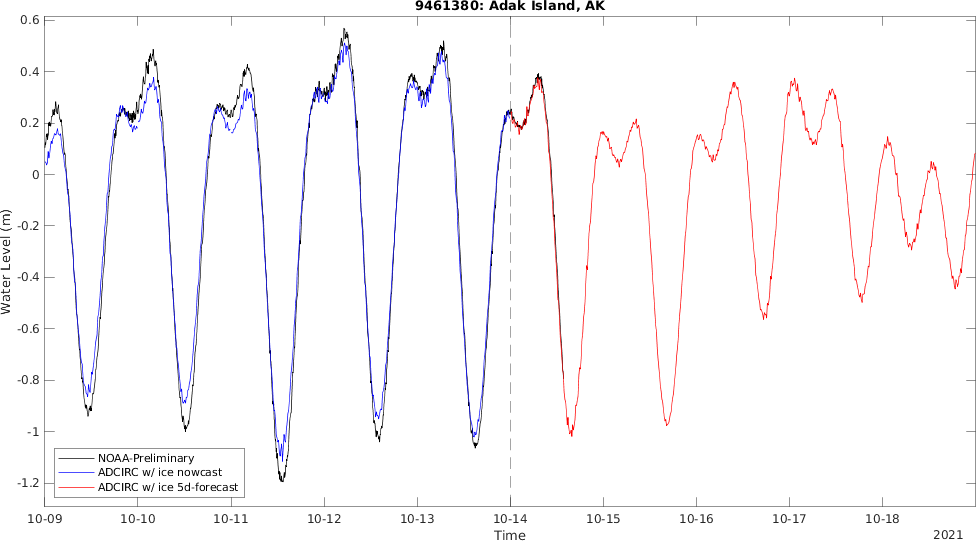 9461380: Adak Island, AK
Water Level (m)
0.6
0.4
0.2
0
-0.2
-0.4
-0.6
-0.8
-1
-1.2
NOAA-Preliminary
ADCIRC w/ ice nowcast
ADCIRC w/ ice 5d-forecast
10-09 10-10 10-11 10-12 10-13 10-14 10-15 10-16 10-17 10-18
Time
2021